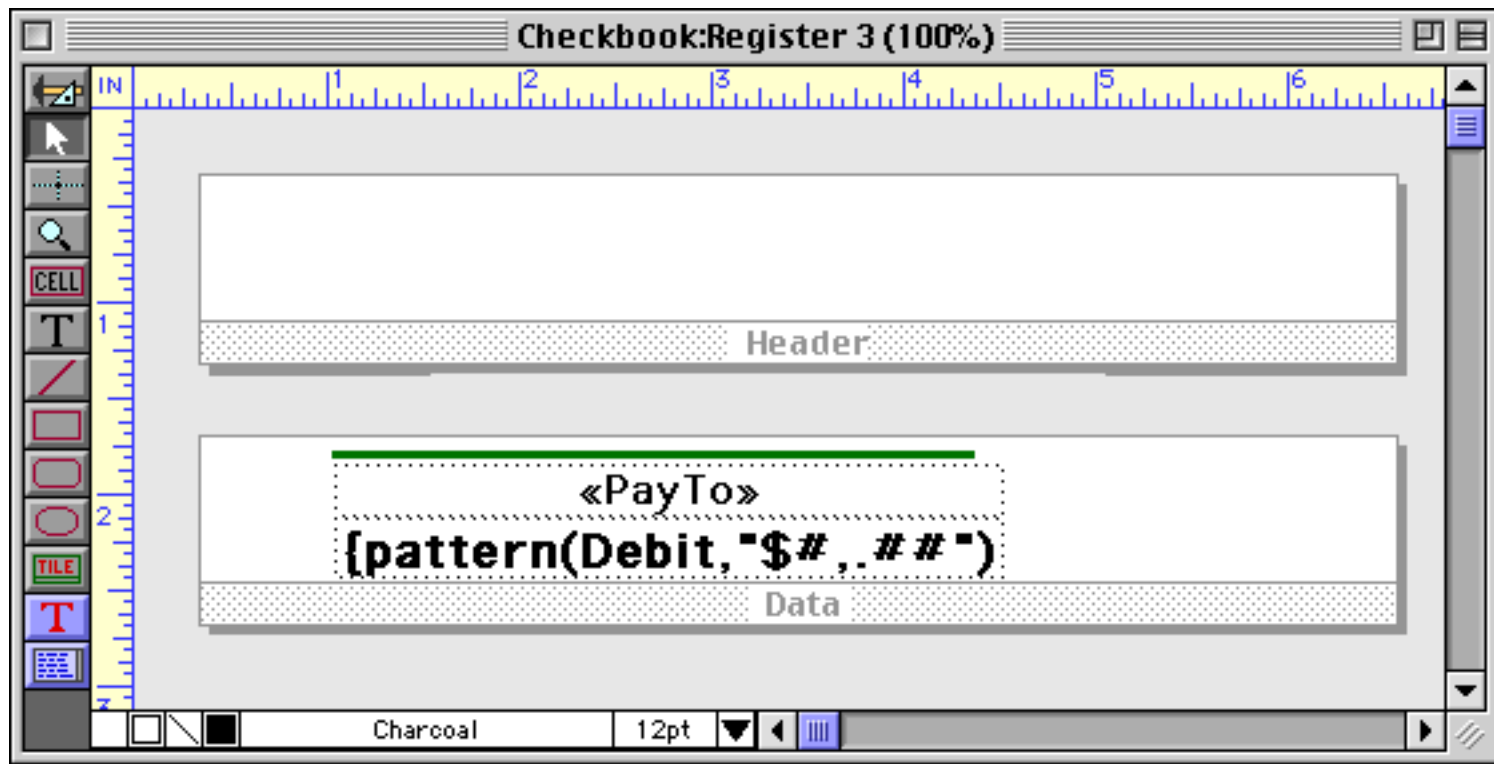 Checkbook:Register 3 (100%)
IN 1 2 3 4 5 6
CELL
T
1
Header
«PayTo»
2
{pattern(Debit,"$#,.##")
TILE
Data
T
3
Charcoal 12pt